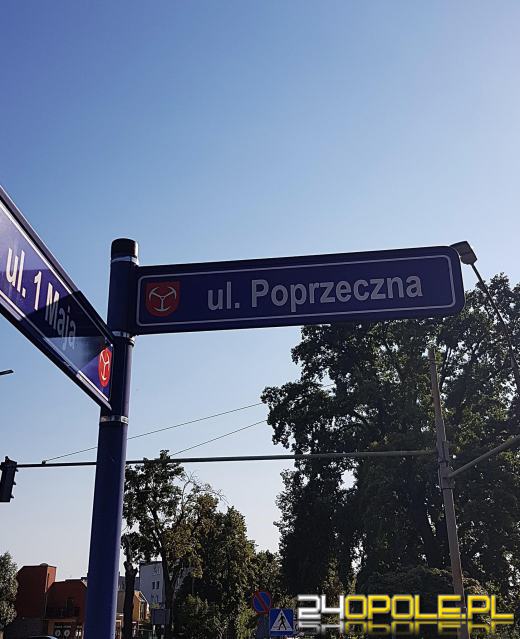 ul. 1 Maja
ul. Poprzeczna
24OPOLE.PL